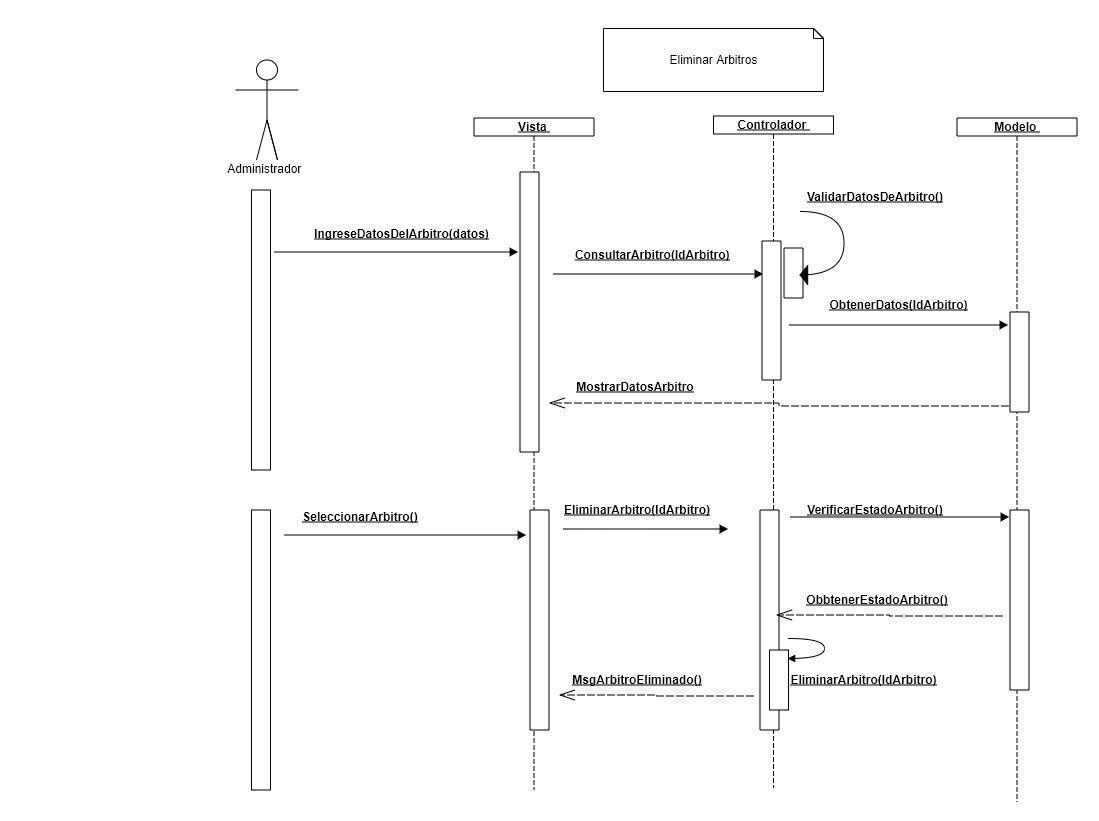 Eliminar Arbitros
Administrador
Vista
Controlador
Modelo
ValidarDatosDeArbitro()
IngreseDatosDelArbitro(datos)
ConsultarArbitro(IdArbitro)
ObtenerDatos(IdArbitro)
MostrarDatosArbitro
SeleccionarArbitro()
EliminarArbitro(IdArbitro)
VerificarEstadoArbitro()
ObbtenerEstadoArbitro()
MsgArbitroEliminado()
EliminarArbitro(IdArbitro)